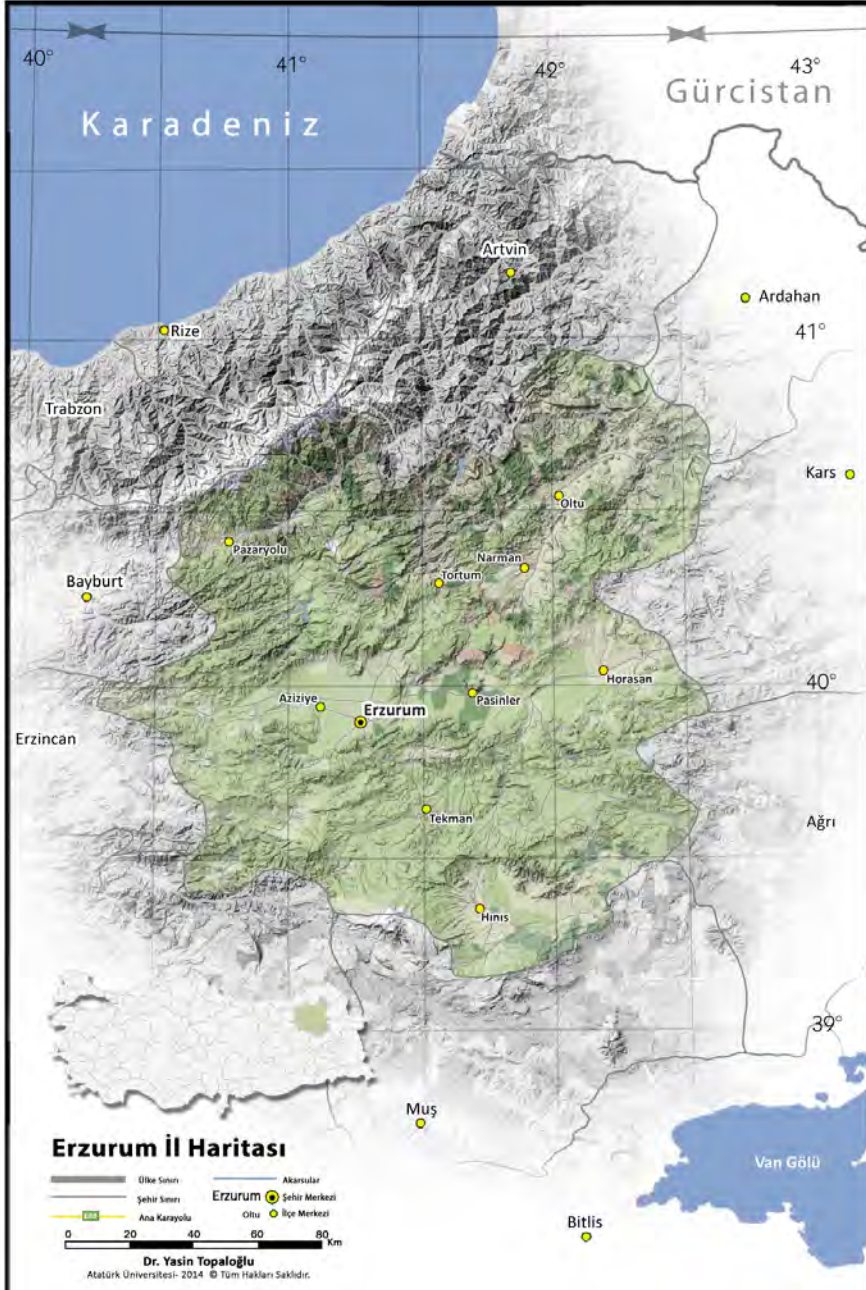 40°
41°
42°
43°
Karadeniz
Gürcistan
Artvin
Ardahan
Rize
41°
Trabzon
Kars
Oltu
Pazaryolu
Narman
Tortum
Bayburt
Horasan
40°
Aziziye
Erzurum
Pasinler
Erzincan
Tekman
Ağrı
Hınıs
39°
Muş
Van Gölü
Bitlis
Erzurum İl Haritası
Ülke Sınırı
Akarsular
Şehir Sınırı
Erzurum Şehir Merkezi
E80 Ana Karayolu
Oltu İlçe Merkezi
0 20 40 60 80 Km
Dr. Yasin Topaloğlu
Atatürk Üniversitesi- 2014 © Tüm Hakları Saklıdır.